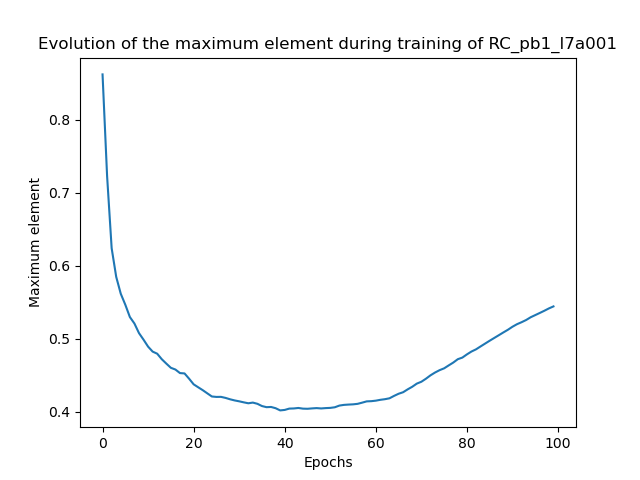 Evolution of the maximum element during training of RC_pb1_l7a001
Maximum element
0.8
0.7
0.6
0.5
0.4
0 20 40 60 80 100
Epochs